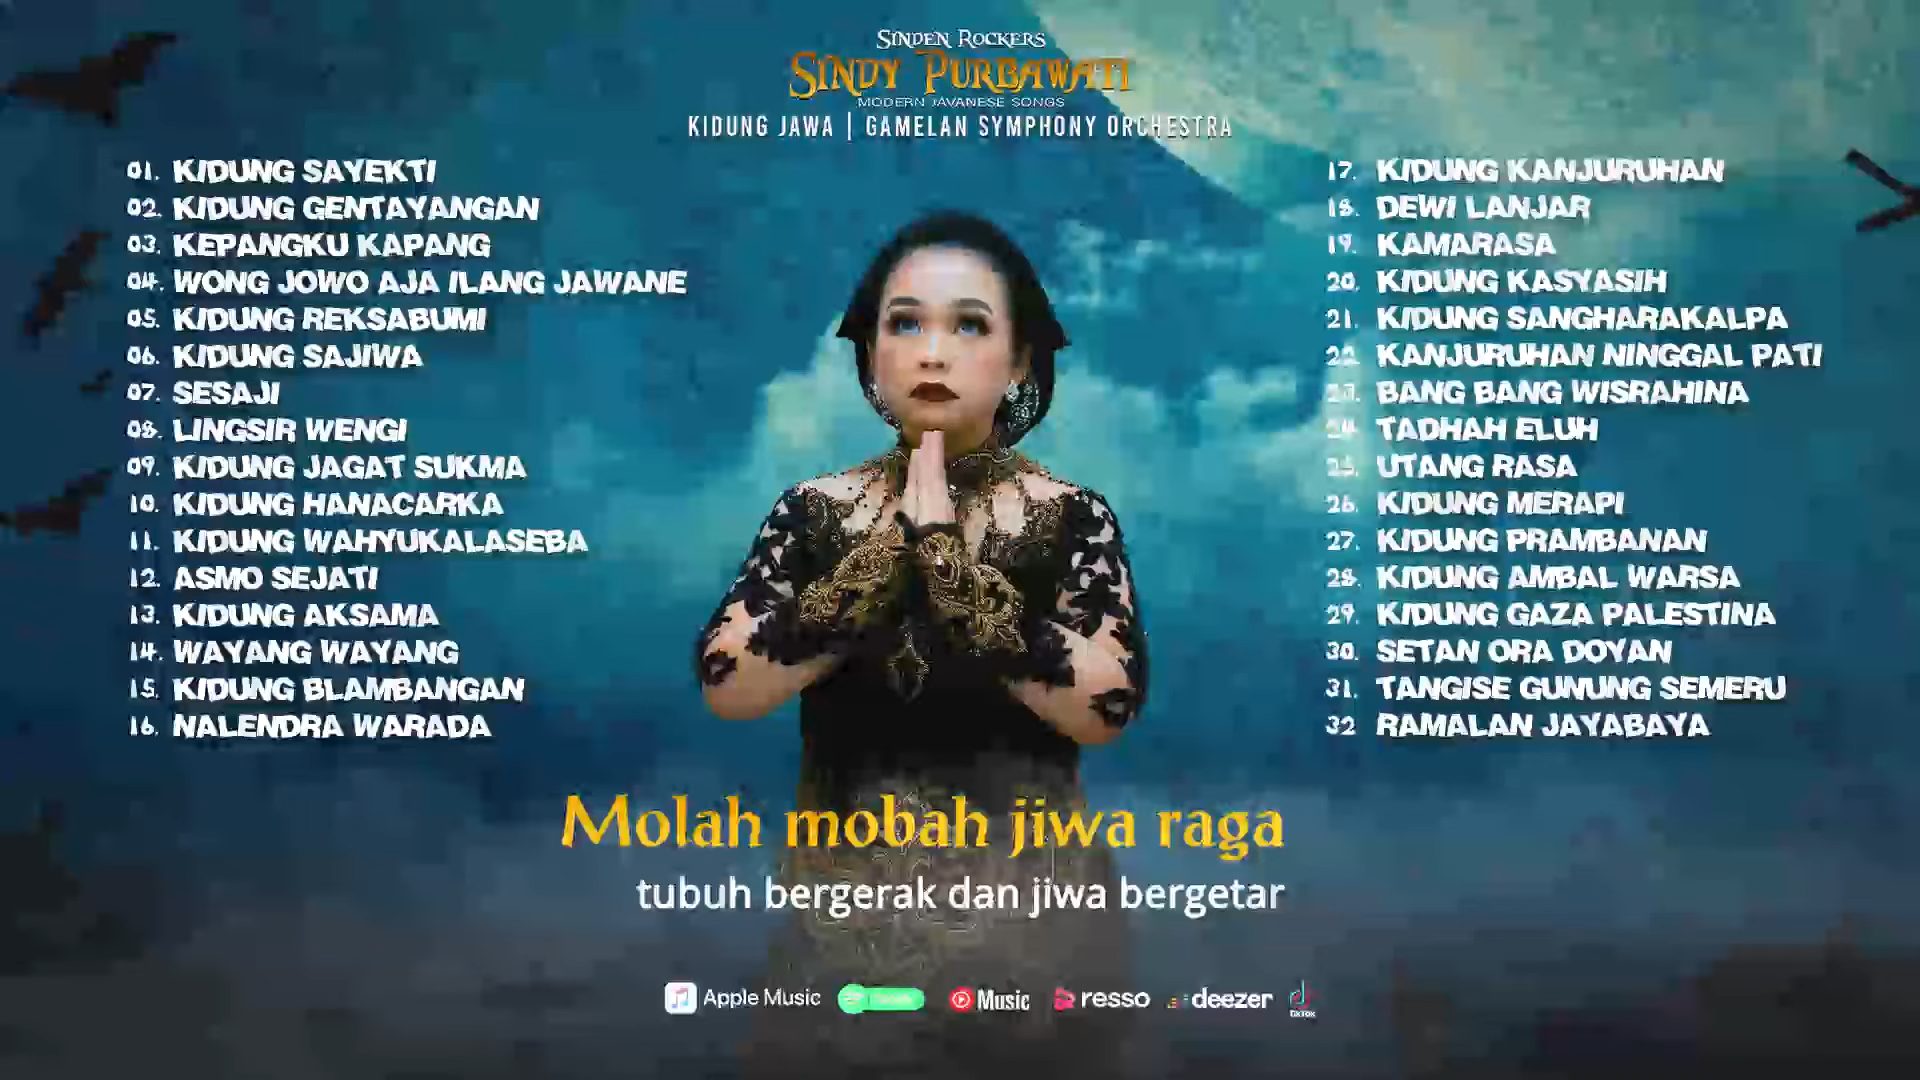 SINDEN ROCKERS
SINDY PURBAWATI
MODERN JAVANESE SONGS
KIDUNG JAWA | GAMELAN SYMPHONY ORCHESTRA
01. KIDUNG SAYEKTI
02. KIDUNG GENTAYANGAN
03. KEPANGKU KAPANG
04. WONG JOWO AJA ILANG JAWANE
05. KIDUNG REKSABUMI
06. KIDUNG SAJIWA
07. SESAJI
08. LINGSIR WENGI
09. KIDUNG JAGAT SUKMA
10. KIDUNG HANACARKA
11. KIDUNG WAHYUKALASEBA
12. ASMO SEJATI
13. KIDUNG AKSAMA
14. WAYANG WAYANG
15. KIDUNG BLAMBANGAN
16. NALENDRA WARADA
17. KIDUNG KANJURUHAN
18. DEWI LANJAR
19. KAMARASA
20. KIDUNG KASYASIH
21. KIDUNG SANGHARAKALPA
22. KANJURUHAN NINGGAL PATI
23. BANG BANG WISRAHINA
24. TADHAH ELUH
25. UTANG RASA
26. KIDUNG MERAPI
27. KIDUNG PRAMBANAN
28. KIDUNG AMBAL WARSA
29. KIDUNG GAZA PALESTINA
30. SETAN ORA DOYAN
31. TANGISE GUNUNG SEMERU
32 RAMALAN JAYABAYA
Molah mobah jiwa raga
tubuh bergerak dan jiwa bergetar
Apple Music Music resso deezer TikTok